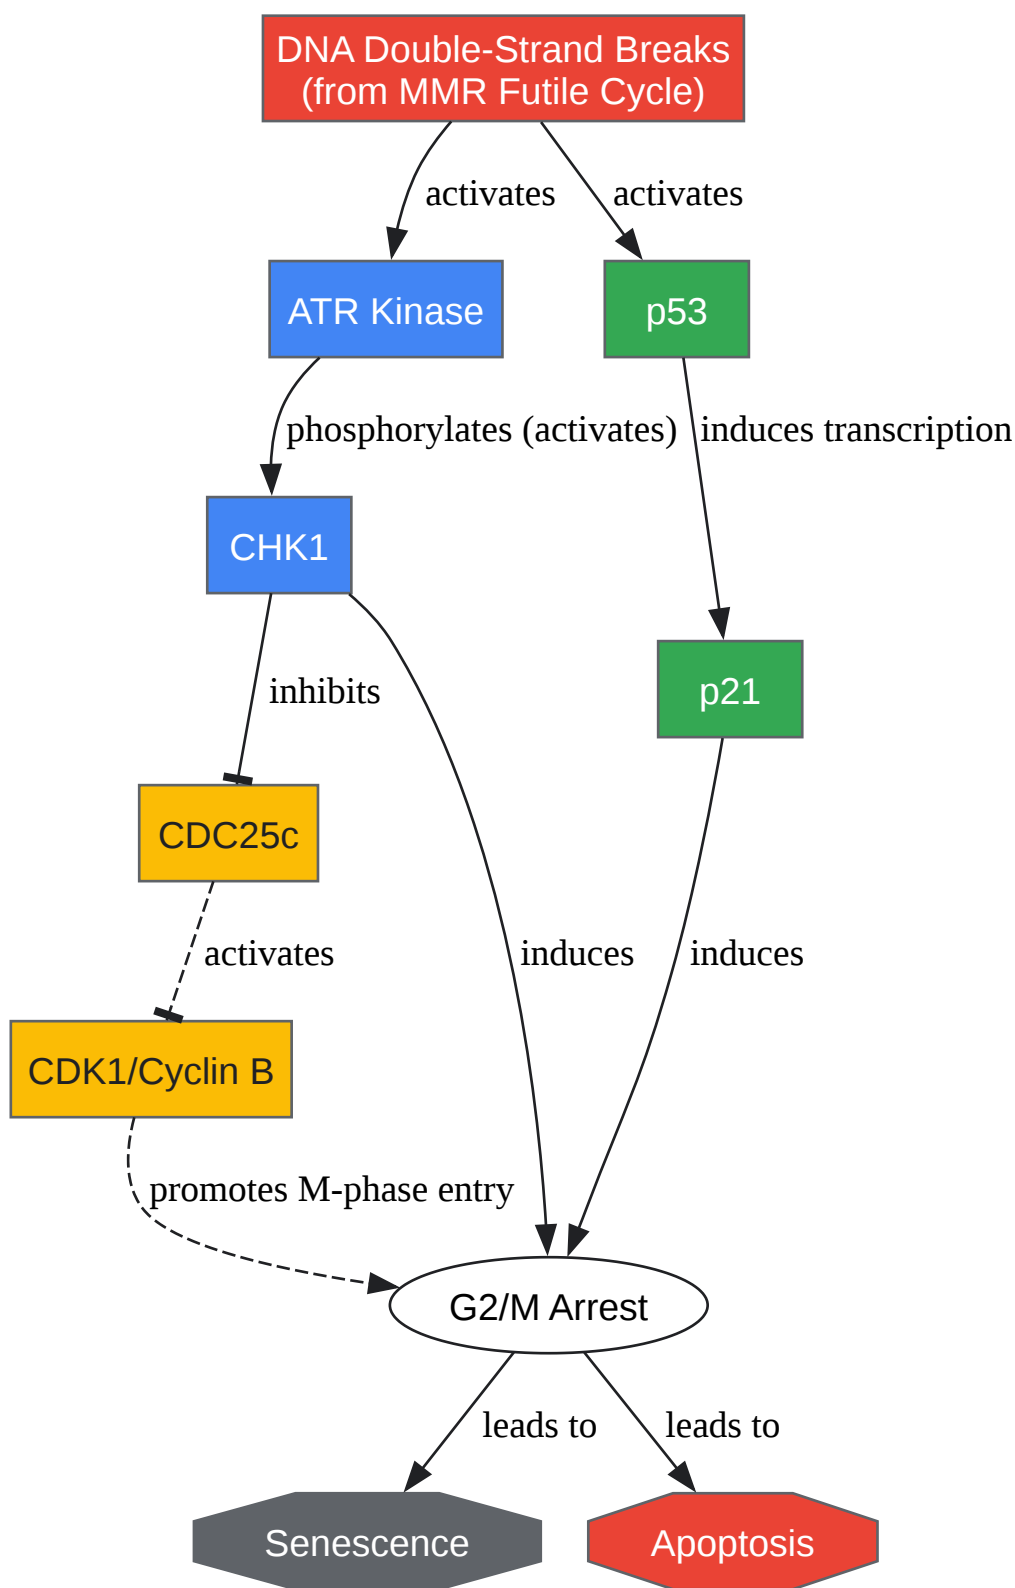 DNA Double-Strand Breaks
(from MMR Futile Cycle)
activates
activates
ATR Kinase
p53
phosphorylates (activates)
induces transcription
CHK1
inhibits
p21
CDC25c
activates
induces
induces
CDK1/Cyclin B
promotes M-phase entry
G2/M Arrest
leads to
leads to
Senescence
Apoptosis